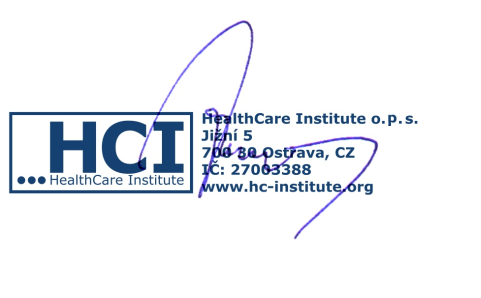 HCI
HealthCare Institute
HealthCare Institute o.p.s.
Jižní 5
700 30 Ostrava, CZ
IČ: 27003388
www.hc-institute.org